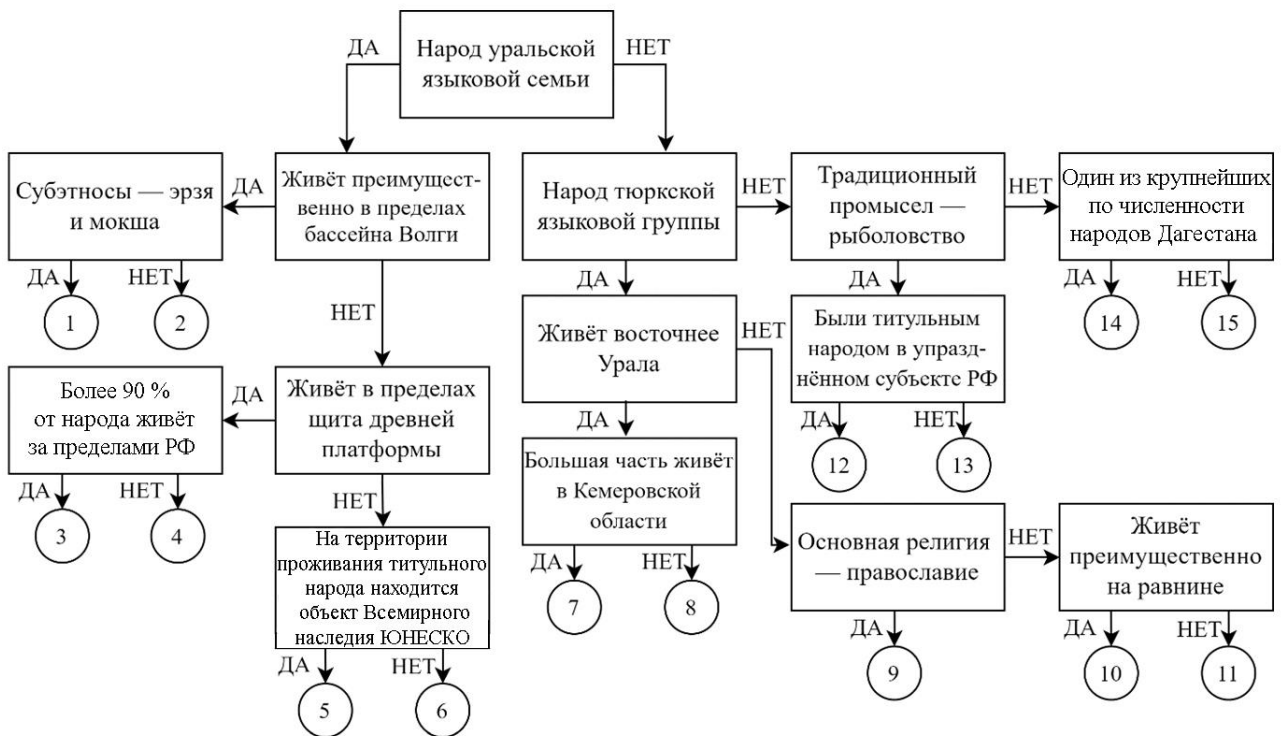 ДА
Народ уральской
языковой семьи
НЕТ
Субэтносы — эрзя
и мокша
ДА
Живёт преимущест-
венно в пределах
бассейна Волги
Народ тюркской
языковой группы
НЕТ
Традиционный
промысел —
рыболовство
НЕТ
Один из крупнейших
по численности
народов Дагестана
ДА
НЕТ
1
2
НЕТ
ДА
Живёт восточнее
Урала
НЕТ
ДА
Были титульным
народом в упразд-
нённом субъекте РФ
ДА
НЕТ
14
15
Более 90 %
от народа живёт
за пределами РФ
ДА
Живёт в пределах
щита древней
платформы
ДА
ДА
НЕТ
12
13
ДА
НЕТ
3
4
НЕТ
Большая часть живёт
в Кемеровской
области
На территории
проживания титульного
народа находится
объект Всемирного
наследия ЮНЕСКО
ДА
НЕТ
7
8
Основная религия
— православие
НЕТ
Живёт
преимущественно
на равнине
ДА
НЕТ
5
6
ДА
9
ДА
НЕТ
10
11